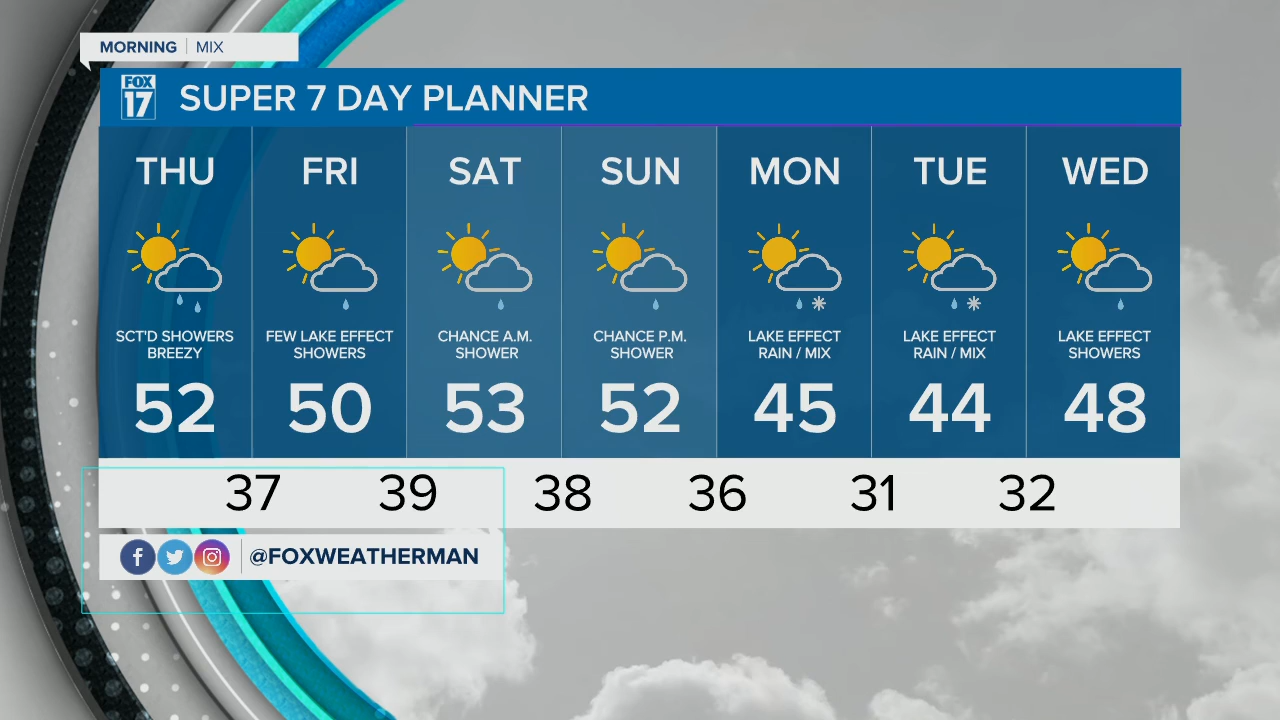 MORNING | MIX
FOX
17
SUPER 7 DAY PLANNER
THU FRI SAT SUN MON TUE WED
SCT'D SHOWERS FEW LAKE EFFECT CHANCE A.M. CHANCE P.M. LAKE EFFECT LAKE EFFECT LAKE EFFECT
BREEZY SHOWERS SHOWER SHOWER RAIN / MIX RAIN / MIX SHOWERS
52 50 53 52 45 44 48
37 39 38 36 31 32
@FOXWEATHERMAN